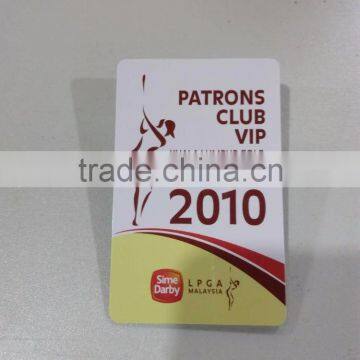 PATRONS
CLUB
VIP
2010
trade.china.cn
Sime
Darby
LPGA
MALAYSIA